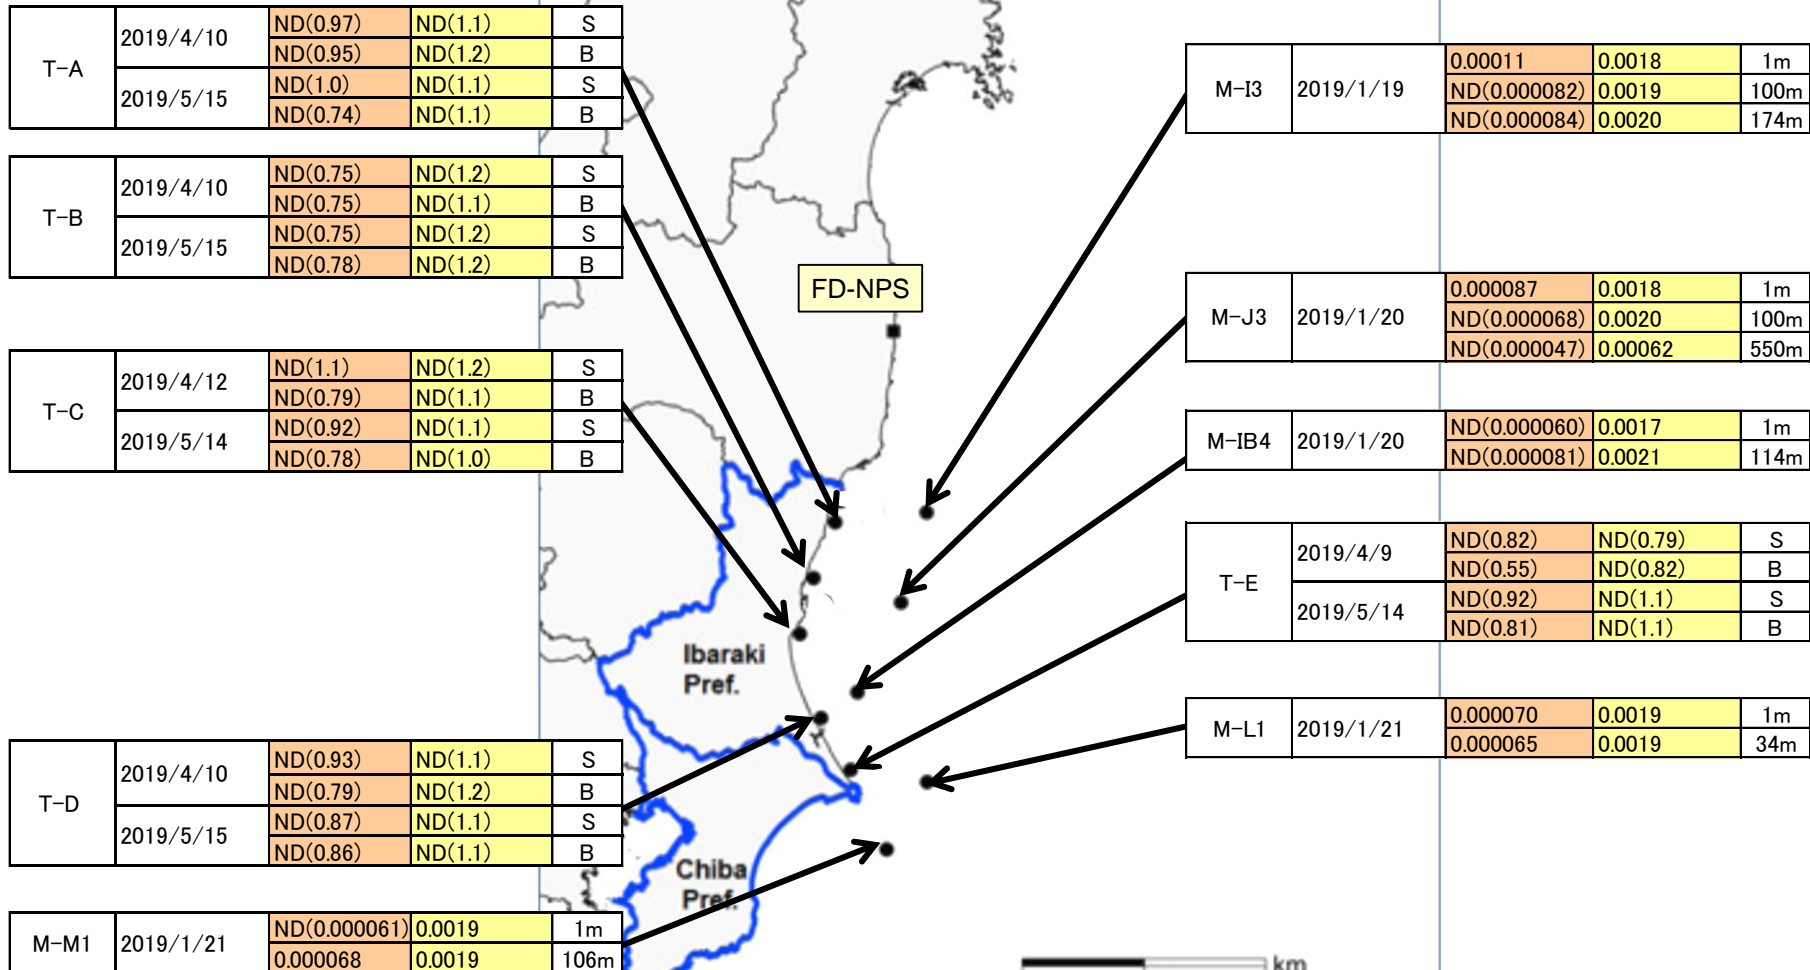 T-A 2019/4/10 ND(0.97) ND(1.1) S
ND(0.95) ND(1.2) B
2019/5/15 ND(1.0) ND(1.1) S
ND(0.74) ND(1.1) B
T-B 2019/4/10 ND(0.75) ND(1.2) S
ND(0.75) ND(1.1) B
2019/5/15 ND(0.75) ND(1.2) S
ND(0.78) ND(1.2) B
T-C 2019/4/12 ND(1.1) ND(1.2) S
ND(0.79) ND(1.1) B
2019/5/14 ND(0.92) ND(1.1) S
ND(0.78) ND(1.0) B
T-D 2019/4/10 ND(0.93) ND(1.1) S
ND(0.79) ND(1.2) B
2019/5/15 ND(0.87) ND(1.1) S
ND(0.86) ND(1.1) B
M-M1 2019/1/21 ND(0.000061) 0.0019 1m
0.000068 0.0019 106m
FD-NPS
Ibaraki
Pref.
Chiba
Pref.
km
M-I3 2019/1/19 0.00011 0.0018 1m
ND(0.000082) 0.0019 100m
ND(0.000084) 0.0020 174m
M-J3 2019/1/20 0.000087 0.0018 1m
ND(0.000068) 0.0020 100m
ND(0.000047) 0.00062 550m
M-IB4 2019/1/20 ND(0.000060) 0.0017 1m
ND(0.000081) 0.0021 114m
T-E 2019/4/9 ND(0.82) ND(0.79) S
ND(0.55) ND(0.82) B
2019/5/14 ND(0.92) ND(1.1) S
ND(0.81) ND(1.1) B
M-L1 2019/1/21 0.000070 0.0019 1m
0.000065 0.0019 34m